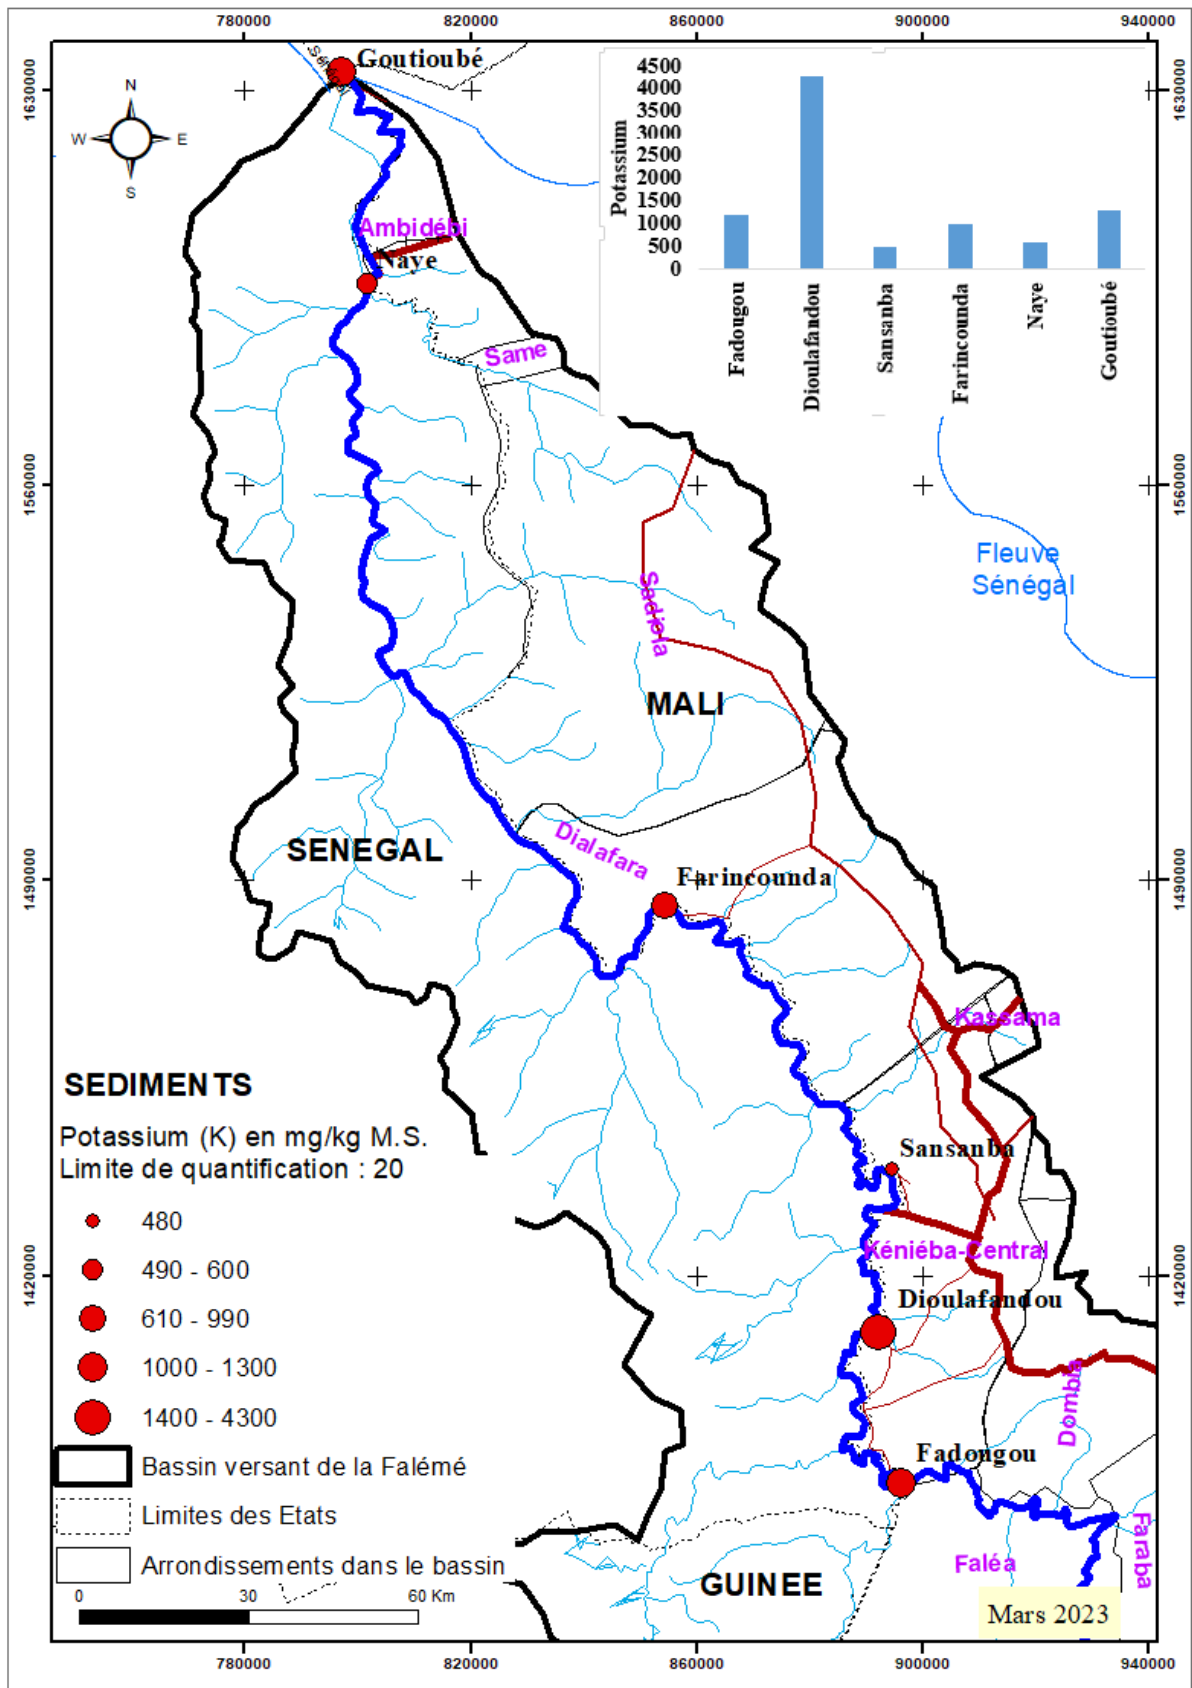 780000
820000
860000
900000
940000
1630000
1560000
1490000
1420000
1630000
1560000
1490000
1420000
N
W
E
S
Goutioubé
Potassium
4500
4000
3500
3000
2500
2000
1500
1000
500
0
Fadougou
Dioulafandou
Sansanba
Farincounda
Naye
Goutioubé
Ambidébi
Naye
Same
Fleuve
Sénégal
Sadiola
MALI
SENEGAL
Dialafara
Farincounda
Kassama
Sansanba
Kéniéba-Central
Dioulafandou
Dombia
Fadougou
Faléa
Faraba
GUINEE
Mars 2023
SEDIMENTS
Potassium (K) en mg/kg M.S.
Limite de quantification : 20
480
490 - 600
610 - 990
1000 - 1300
1400 - 4300
Bassin versant de la Falémé
Limites des Etats
Arrondissements dans le bassin
0
30
60 Km
780000
820000
860000
900000
940000